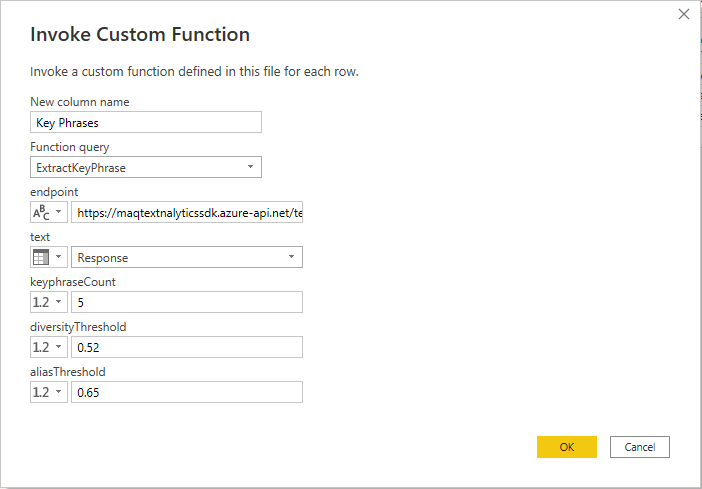 Invoke Custom Function
Invoke a custom function defined in this file for each row.
New column name
Key Phrases
Function query
ExtractKeyPhrase
endpoint
ABC
https://maqtextnalyticssdk.azure-api.net/te
text
Response
keyphraseCount
1.2
5
diversityThreshold
1.2
0.52
aliasThreshold
1.2
0.65
OK
Cancel